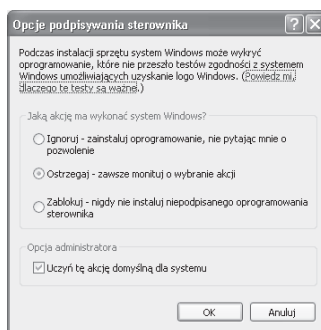 Opcje podpisywania sterownika
Podczas instalacji sprzętu system Windows może wykryć
oprogramowanie, które nie przeszło testów zgodności z systemem
Windows umożliwiających uzyskanie logo Windows. (Powiedz mi,
dlaczego te testy są ważne.)
Jaką akcję ma wykonać system Windows?
Ignoruj - zainstaluj oprogramowanie, nie pytając mnie o
pozwolenie
Ostrzegaj - zawsze monituj o wybranie akcji
Zablokuj - nigdy nie instaluj niepodpisanego oprogramowania
sterownika
Opcja administratora
Uczyń tę akcję domyślną dla systemu
OK Anuluj